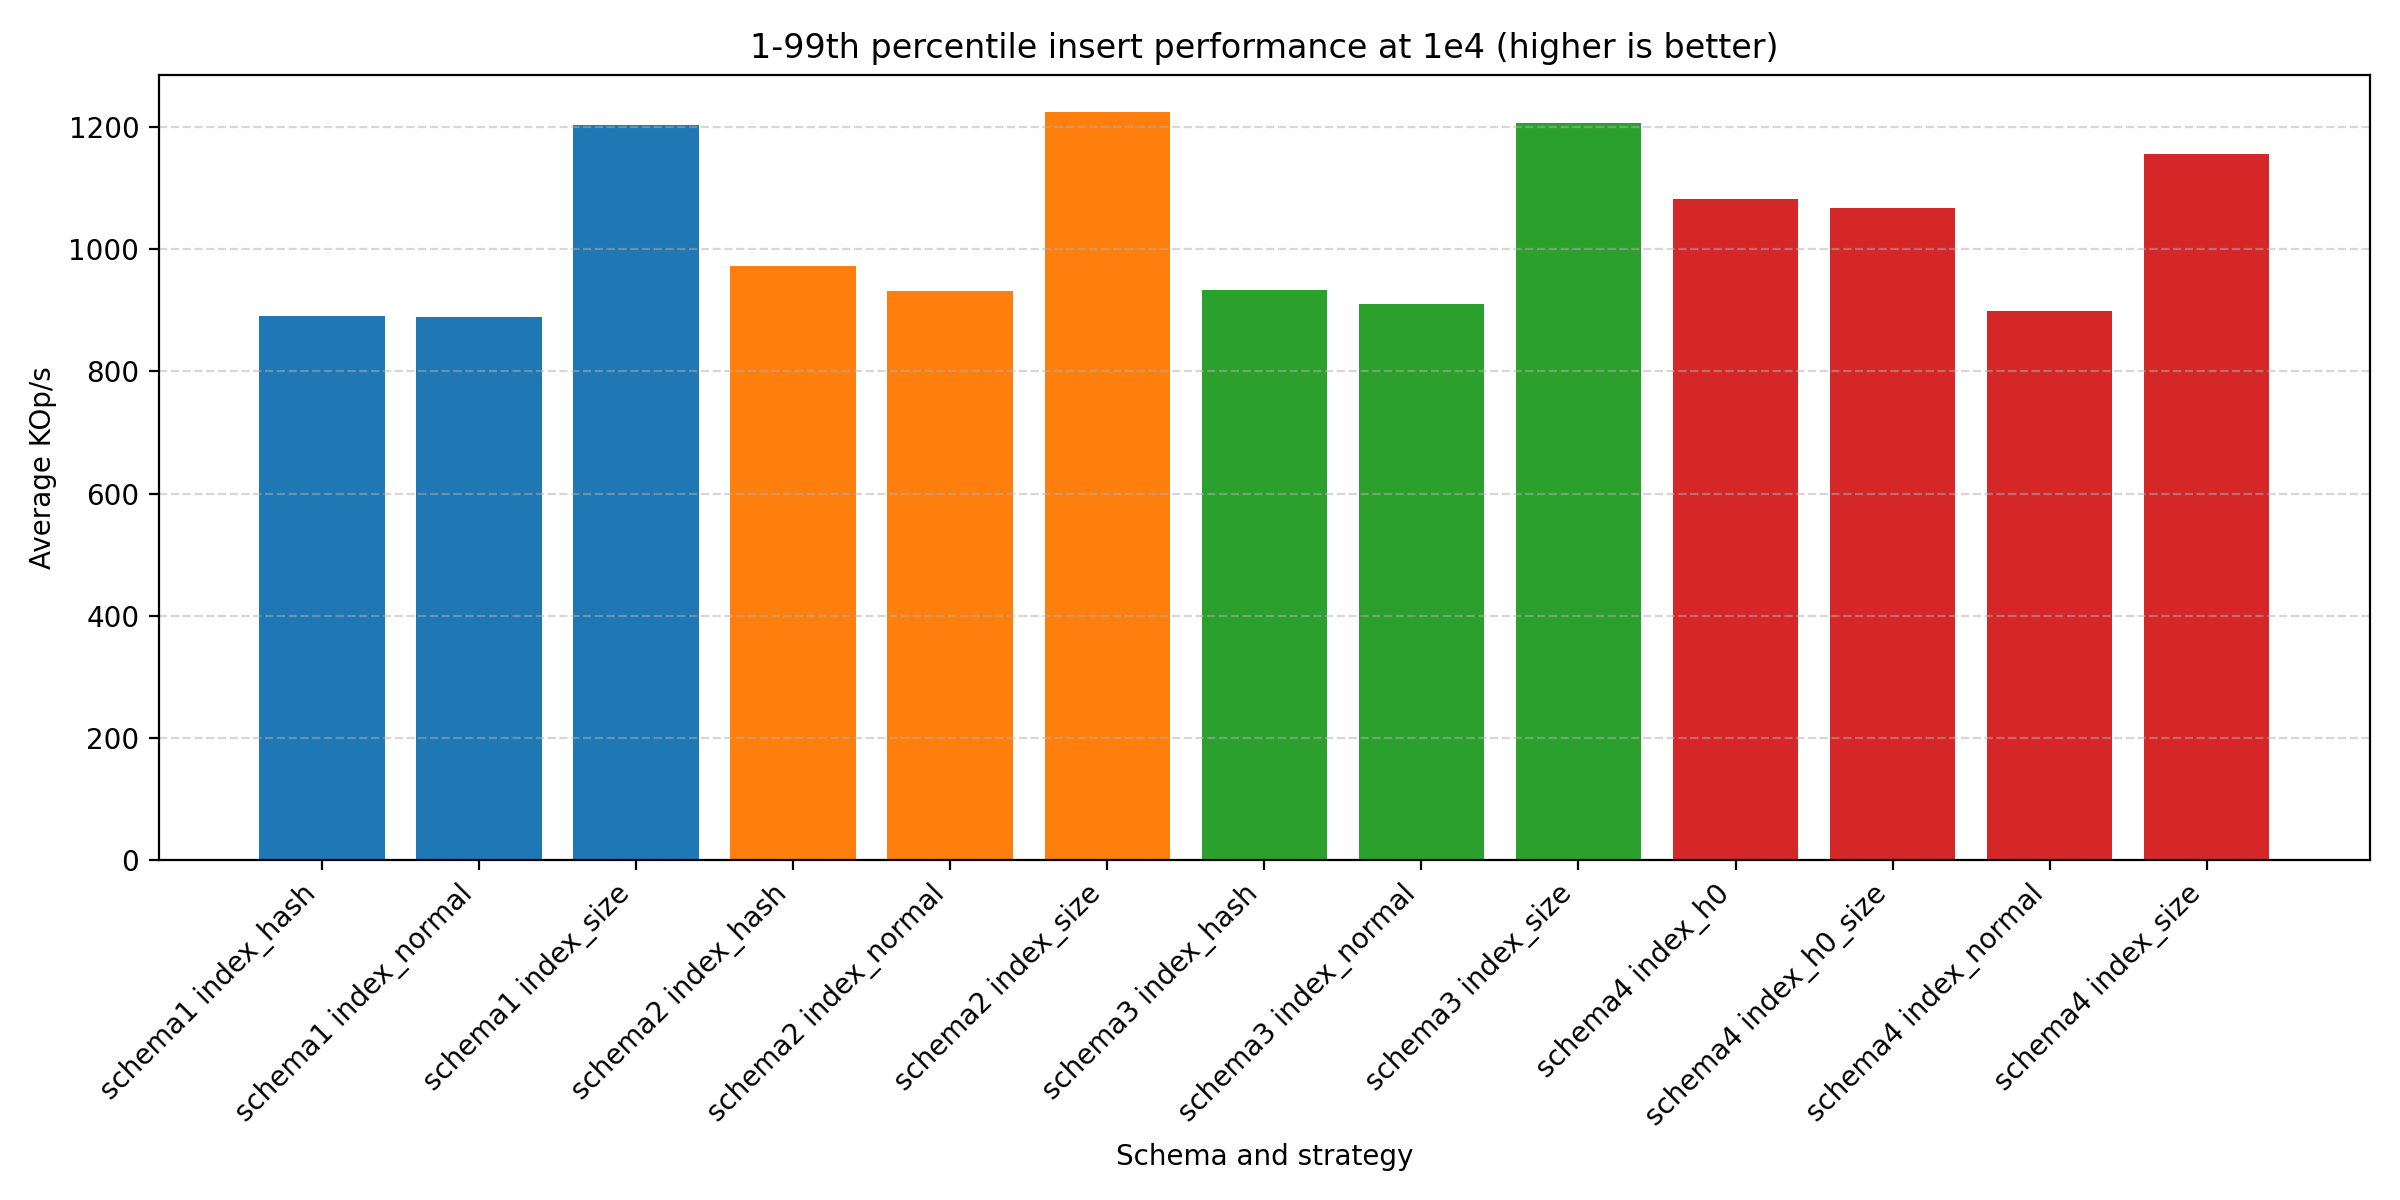 1-99th percentile insert performance at 1e4 (higher is better)
Average KOp/s
1200
1000
800
600
400
200
0
schema1 index_hash
schema1 index_normal
schema1 index_size
schema2 index_hash
schema2 index_normal
schema2 index_size
schema3 index_hash
schema3 index_normal
schema3 index_size
schema4 index_h0
schema4 index_h0_size
schema4 index_normal
schema4 index_size
Schema and strategy